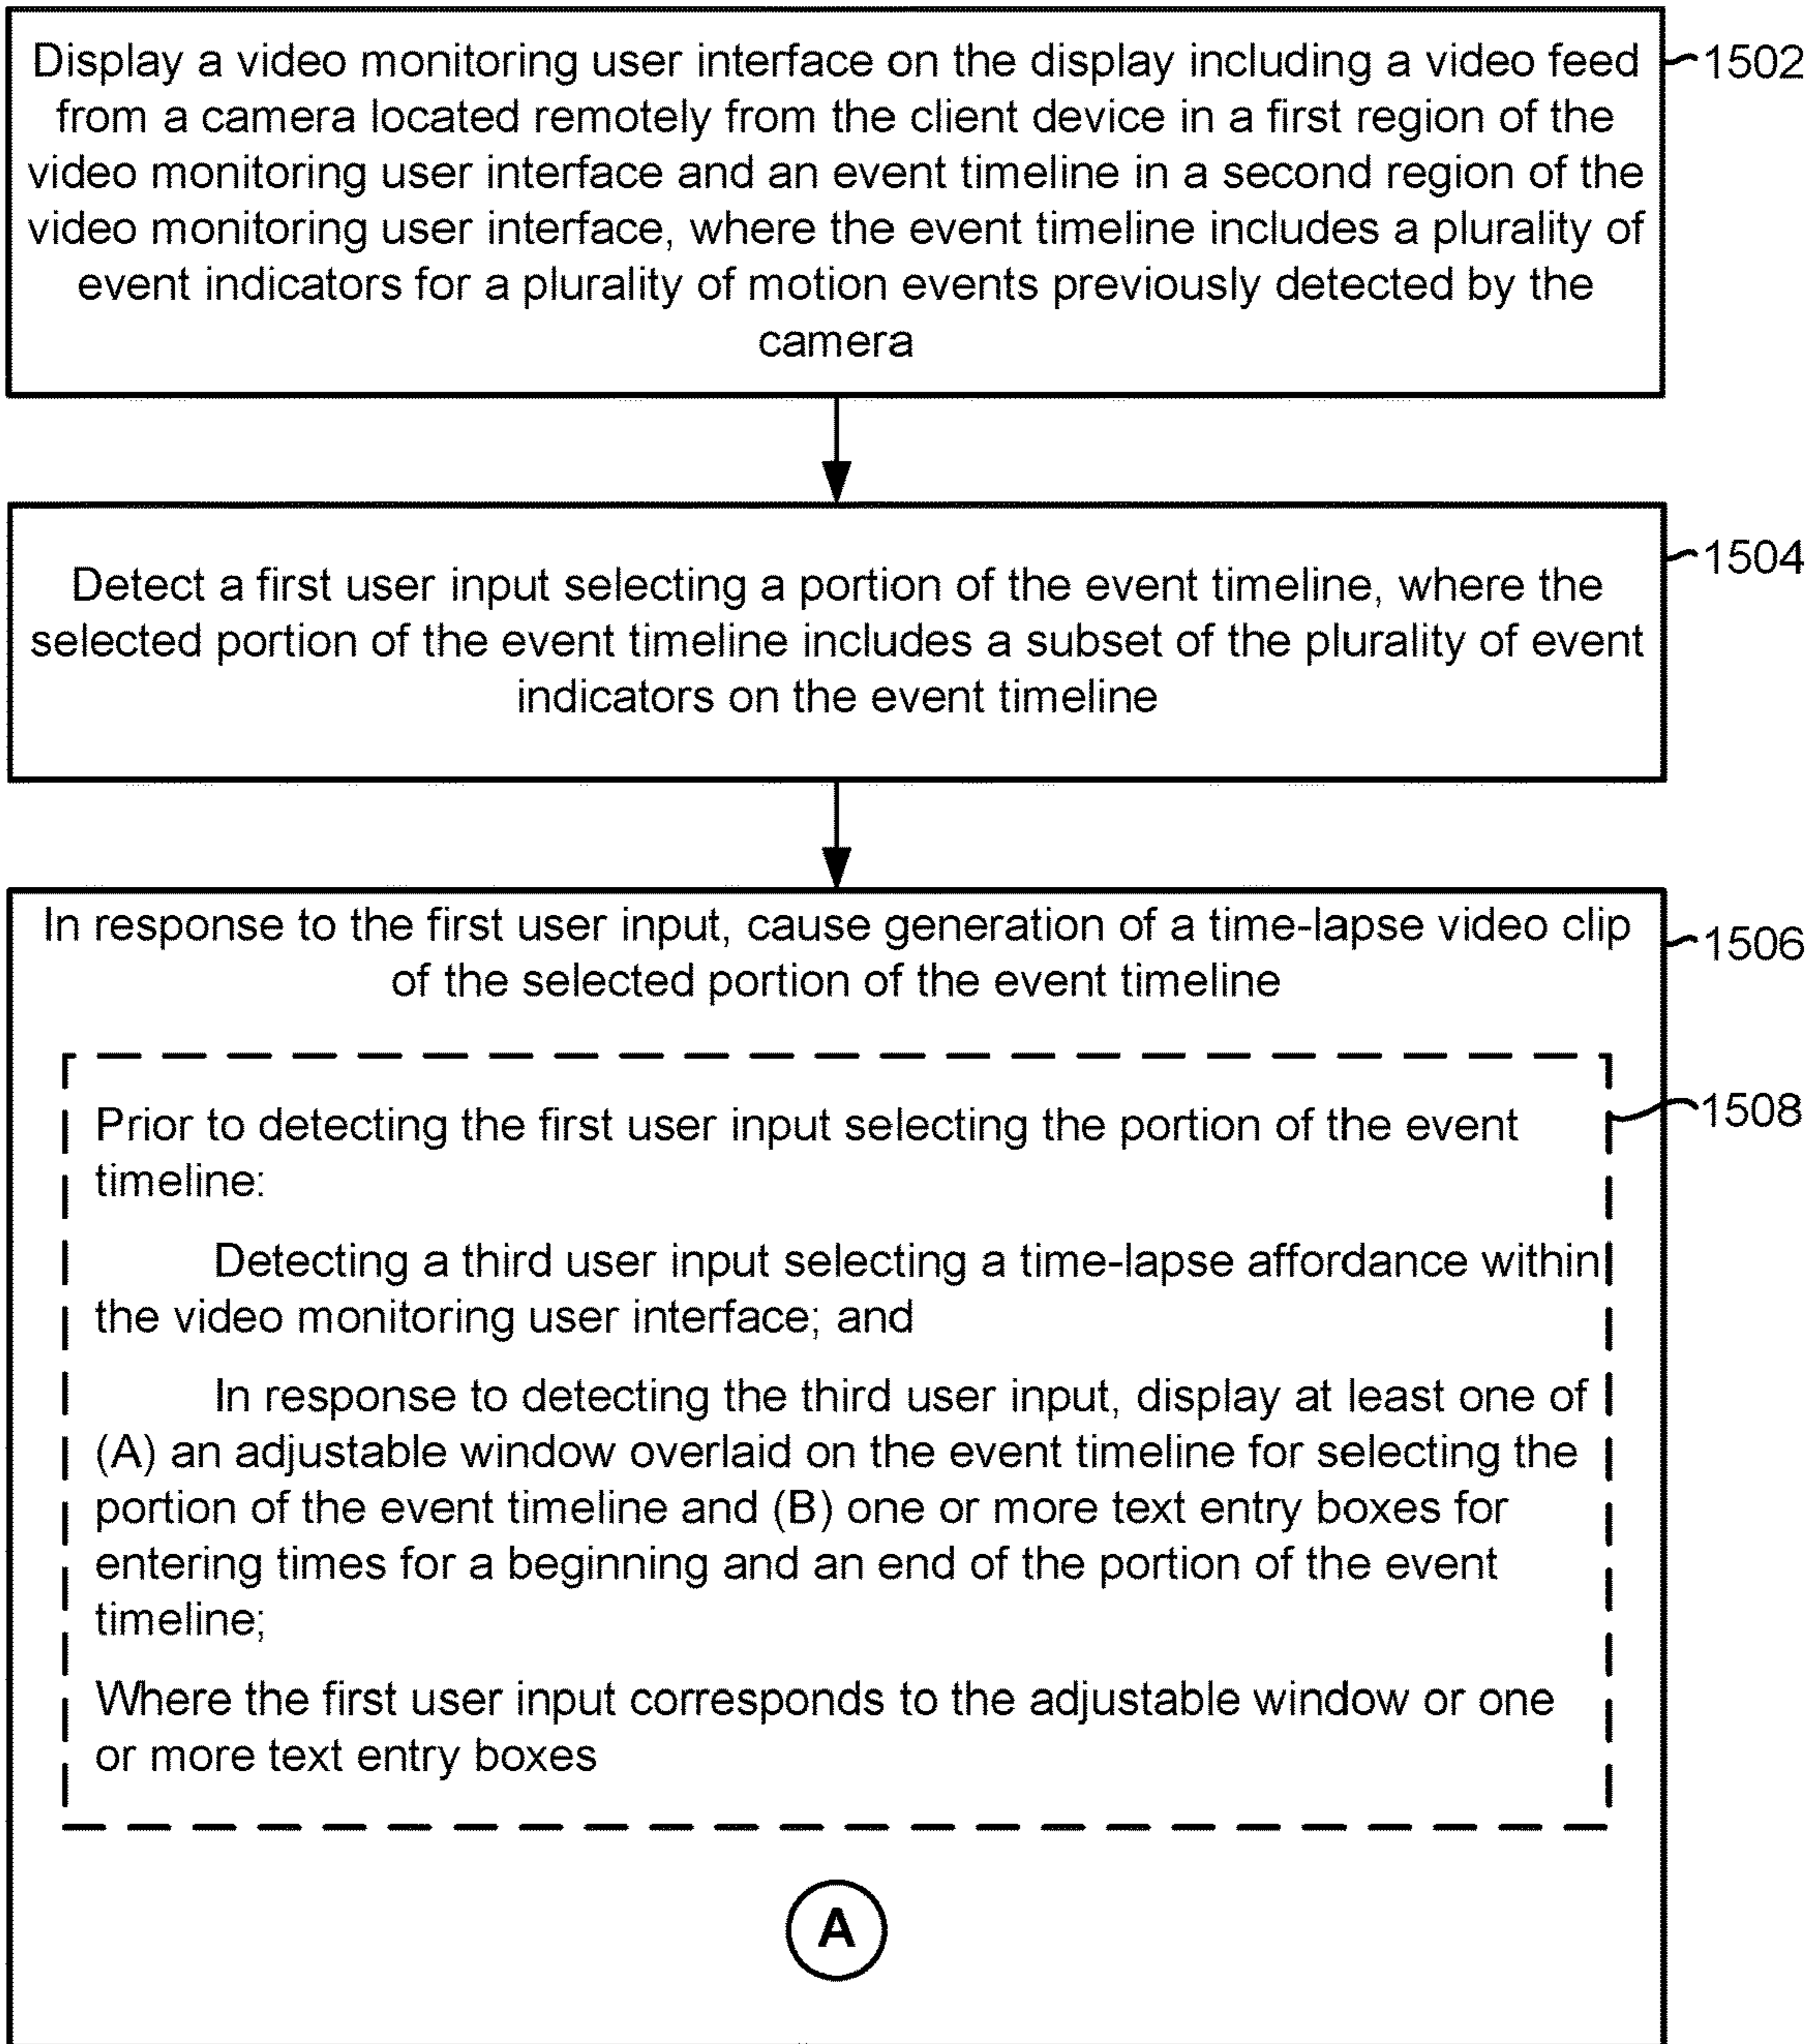 Display a video monitoring user interface on the display including a video feed
from a camera located remotely from the client device in a first region of the
video monitoring user interface and an event timeline in a second region of the
video monitoring user interface, where the event timeline includes a plurality of
event indicators for a plurality of motion events previously detected by the
camera
1502
Detect a first user input selecting a portion of the event timeline, where the
selected portion of the event timeline includes a subset of the plurality of event
indicators on the event timeline
1504
In response to the first user input, cause generation of a time-lapse video clip
of the selected portion of the event timeline
1506
Prior to detecting the first user input selecting the portion of the event
timeline:
Detecting a third user input selecting a time-lapse affordance within
the video monitoring user interface; and
In response to detecting the third user input, display at least one of
(A) an adjustable window overlaid on the event timeline for selecting the
portion of the event timeline and (B) one or more text entry boxes for
entering times for a beginning and an end of the portion of the event
timeline;
Where the first user input corresponds to the adjustable window or one
or more text entry boxes
1508
A